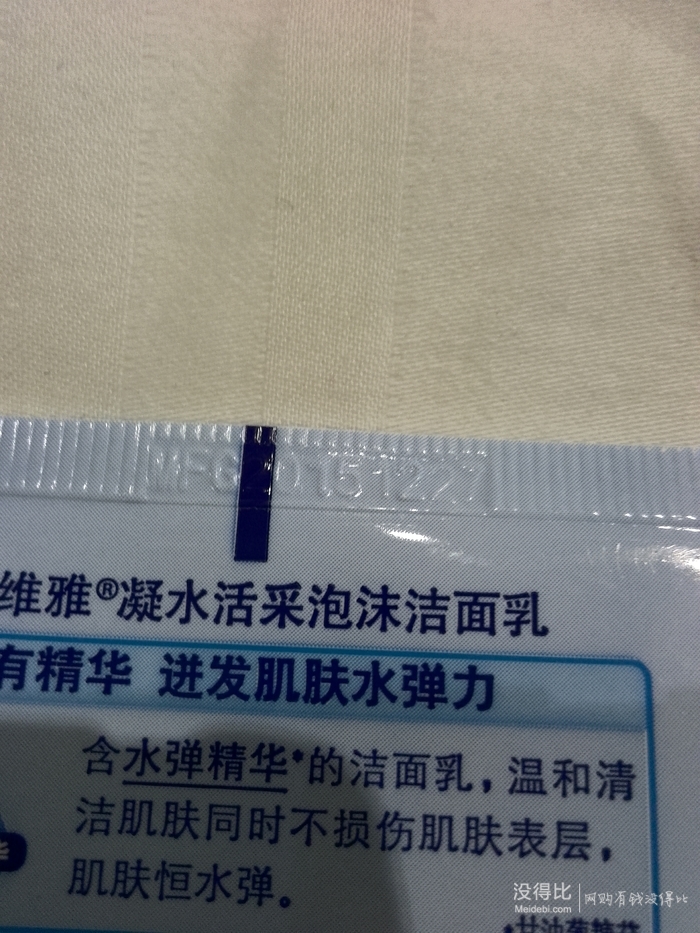 MFG 20151227
维雅®凝水活采泡沫洁面乳
有精华 迸发肌肤水弹力
含水弹精华*的洁面乳，温和清
洁肌肤同时不损伤肌肤表层，
肌肤恒水弹。
没得比 网购有钱没得比
Meidebi.com